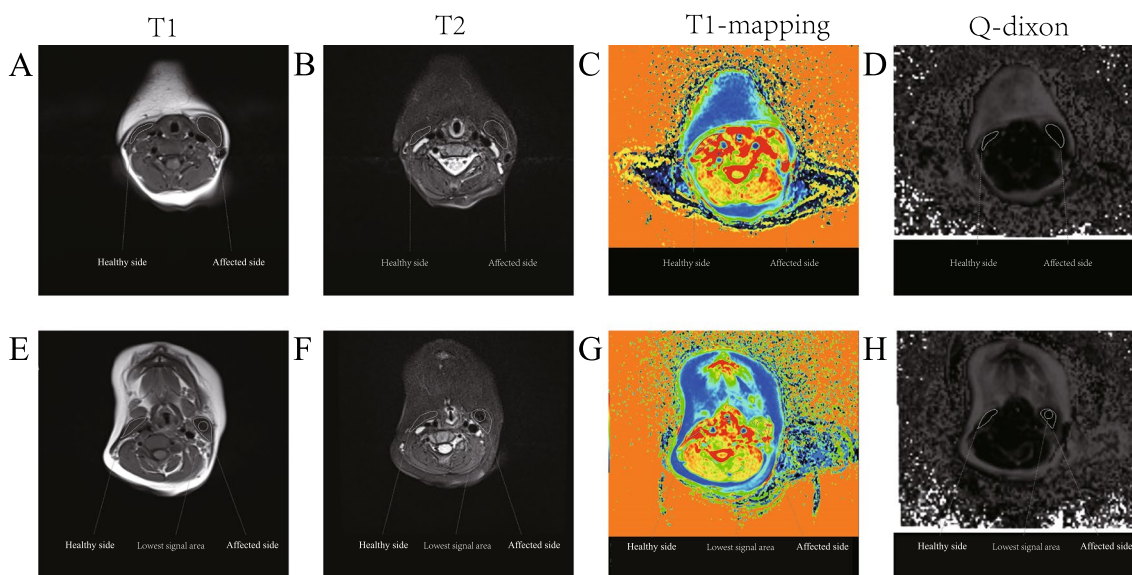 T1
T2
T1-mapping
Q-dixon
A
B
C
D
Healthy side
Affected side
Healthy side
Affected side
Healthy side
Affected side
Healthy side
Affected side
E
F
G
H
Healthy side
Lowest signal area
Affected side
Healthy side
Lowest signal area
Affected side
Healthy side
Lowest signal area
Affected side
Healthy side
Lowest signal area
Affected side